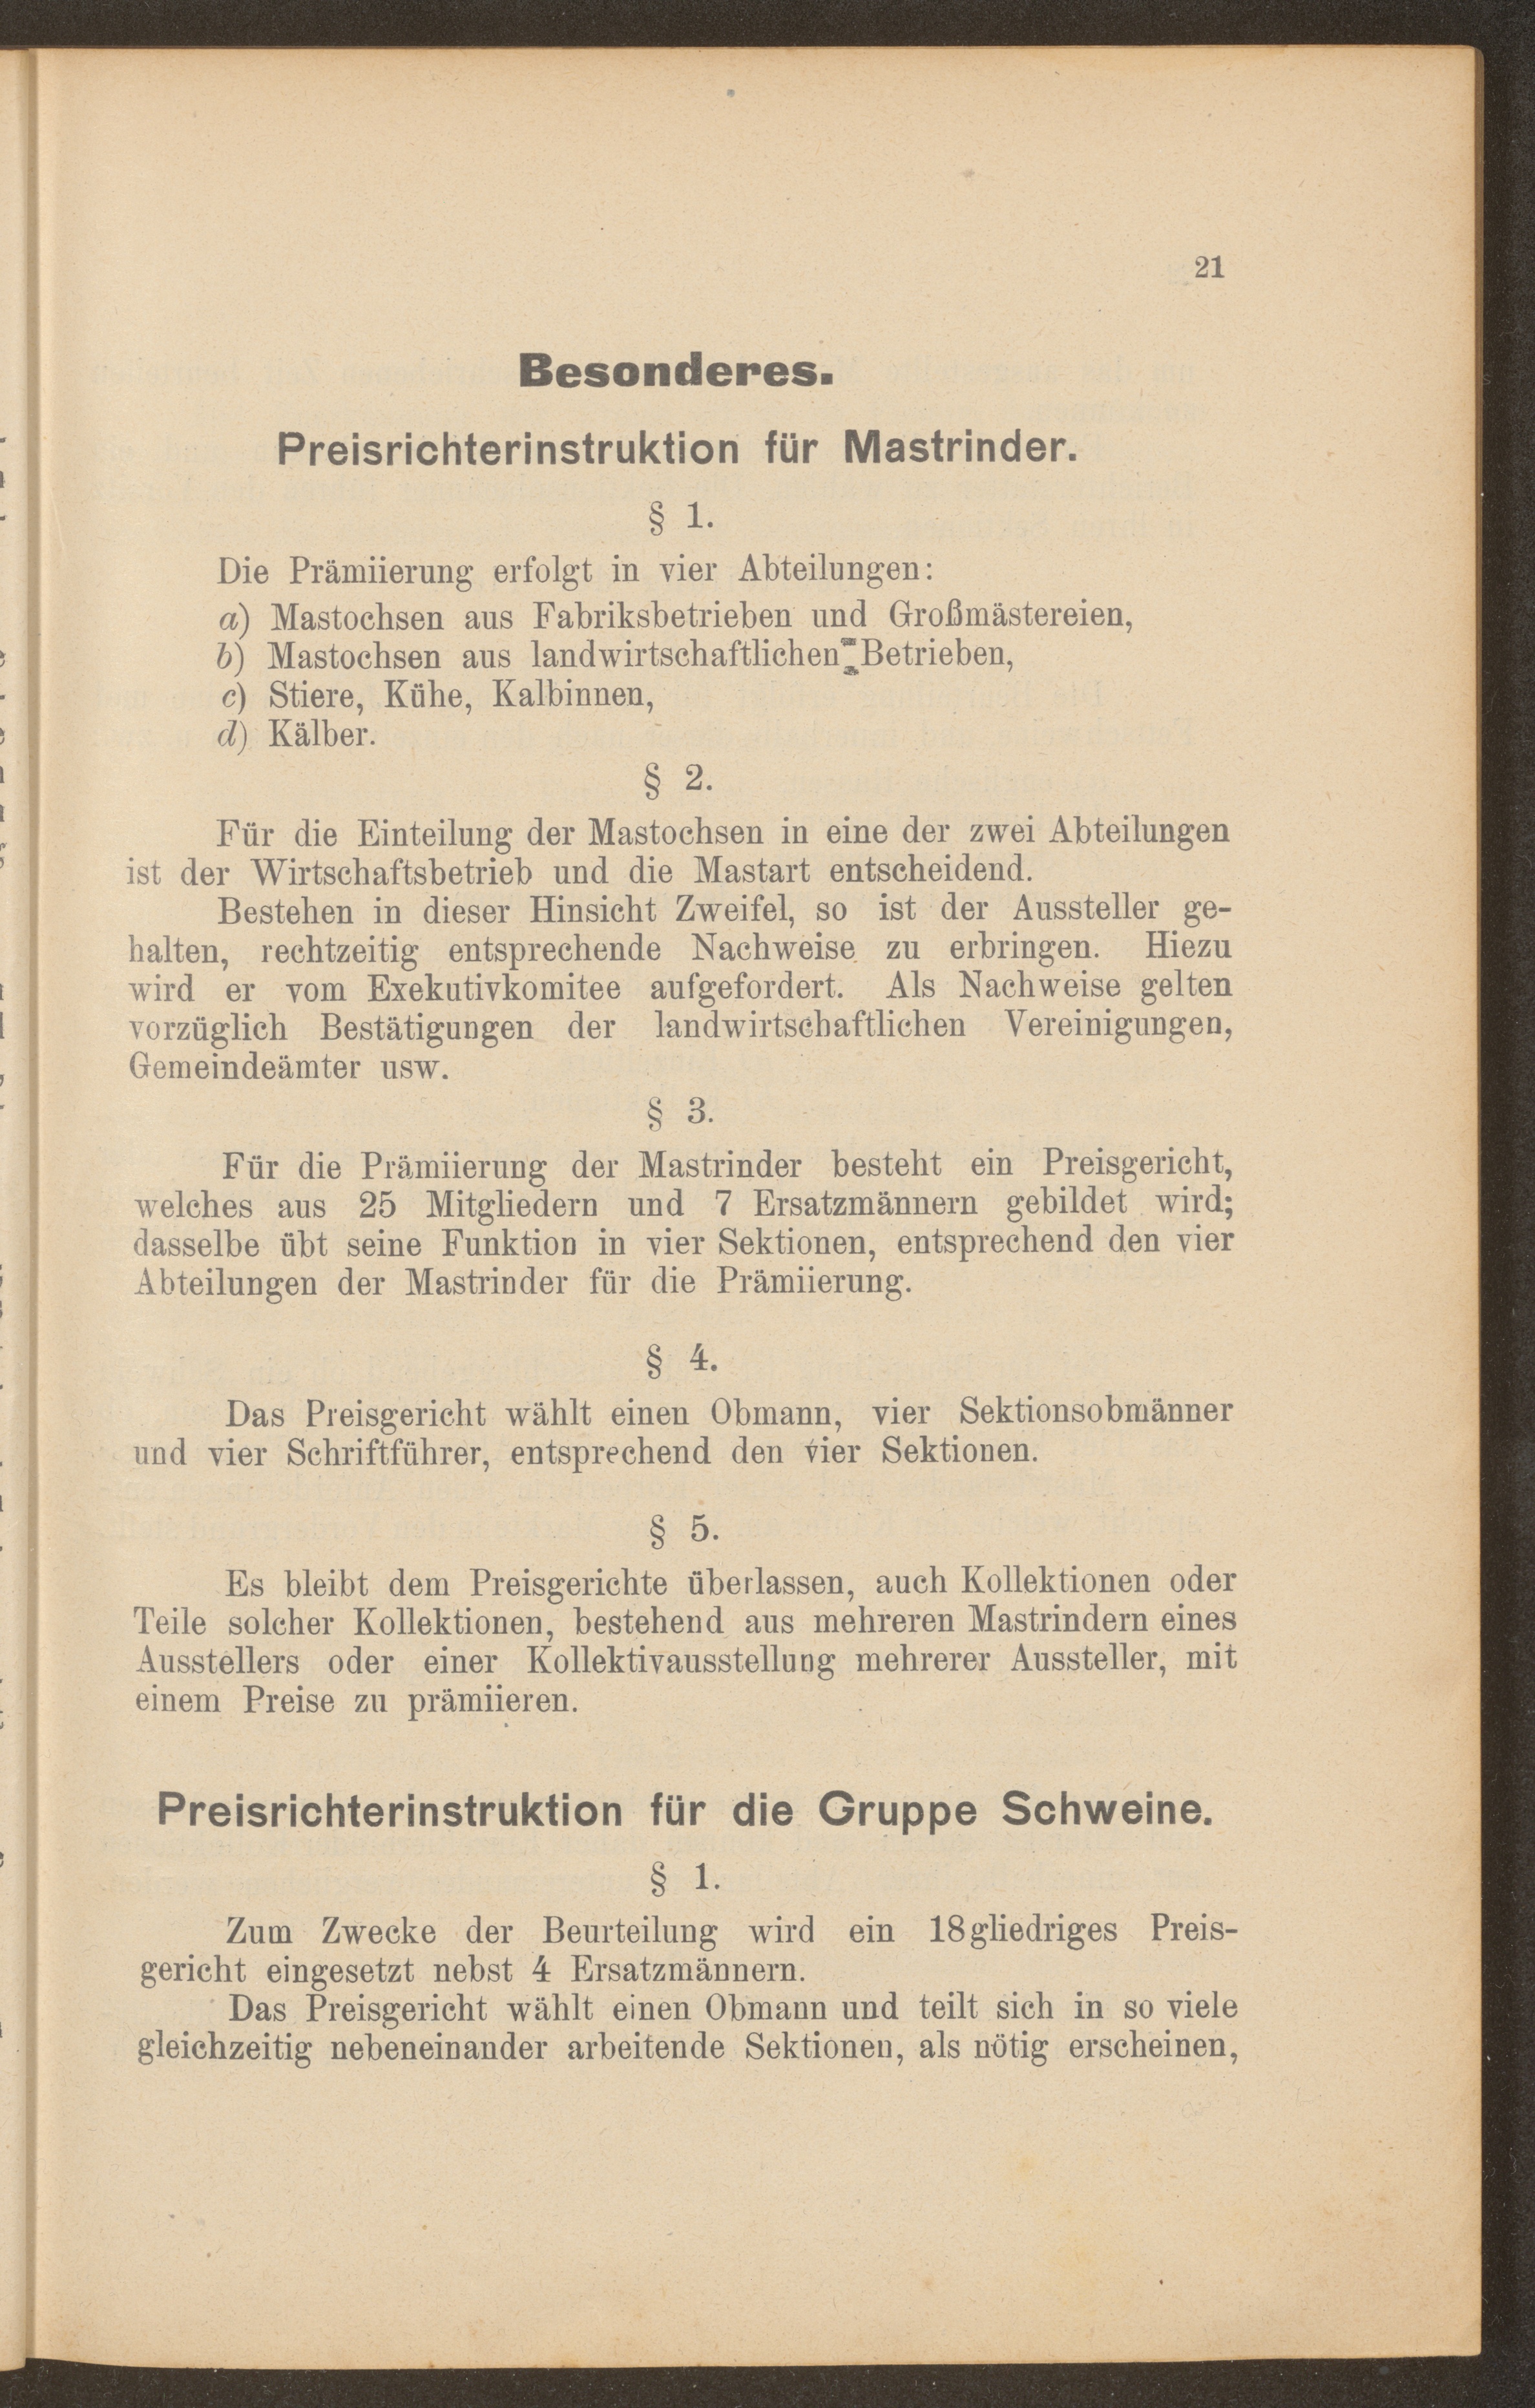 21
Besonderes.
Preisrichterinstruktion für Mastrinder.
§ 1.
Die Prämiierung erfolgt in vier Abteilungen:
a) Mastochsen aus Fabriksbetrieben und Großmästereien,
b) Mastochsen aus landwirtschaftlichen Betrieben,
c) Stiere, Kühe, Kalbinnen,
d) Kälber.
§ 2.
Für die Einteilung der Mastochsen in eine der zwei Abteilungen
ist der Wirtschaftsbetrieb und die Mastart entscheidend.
Bestehen in dieser Hinsicht Zweifel, so ist der Aussteller ge-
halten, rechtzeitig entsprechende Nachweise zu erbringen. Hiezu
wird er vom Exekutivkomitee aufgefordert. Als Nachweise gelten
vorzüglich Bestätigungen der landwirtschaftlichen Vereinigungen,
Gemeindeämter usw.
§ 3.
Für die Prämiierung der Mastrinder besteht ein Preisgericht,
welches aus 25 Mitgliedern und 7 Ersatzmännern gebildet wird;
dasselbe übt seine Funktion in vier Sektionen, entsprechend den vier
Abteilungen der Mastrinder für die Prämiierung.
§ 4.
Das Preisgericht wählt einen Obmann, vier Sektionsobmänner
und vier Schriftführer, entsprechend den vier Sektionen.
§ 5.
Es bleibt dem Preisgerichte überlassen, auch Kollektionen oder
Teile solcher Kollektionen, bestehend aus mehreren Mastrindern eines
Ausstellers oder einer Kollektivausstellung mehrerer Aussteller, mit
einem Preise zu prämiieren.
Preisrichterinstruktion für die Gruppe Schweine.
§ 1.
Zum Zwecke der Beurteilung wird ein 18gliedriges Preis-
gericht eingesetzt nebst 4 Ersatzmännern.
Das Preisgericht wählt einen Obmann und teilt sich in so viele
gleichzeitig nebeneinander arbeitende Sektionen, als nötig erscheinen,